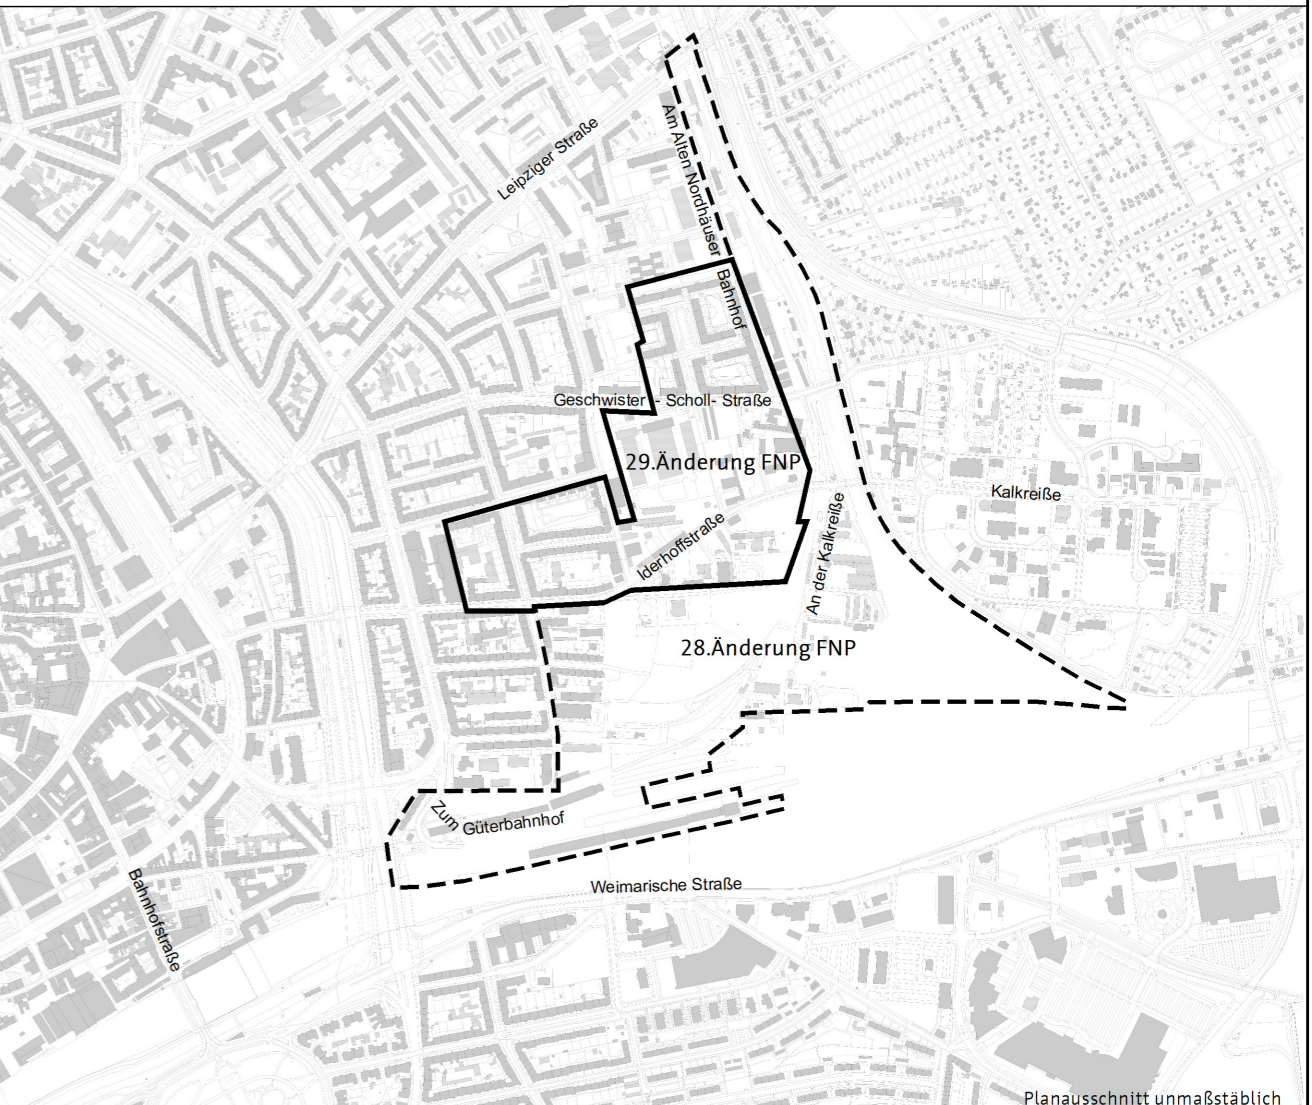 Leipziger Straße
Am Alten Nordhäuser Bahnhof
Geschwister - Scholl- Straße
29.Änderung FNP
Kalkreiße
Iderhoffstraße
An der Kalkreiße
28.Änderung FNP
Zum Güterbahnhof
Weimarische Straße
Bahnhofstraße
Planausschnitt unmaßstäblich